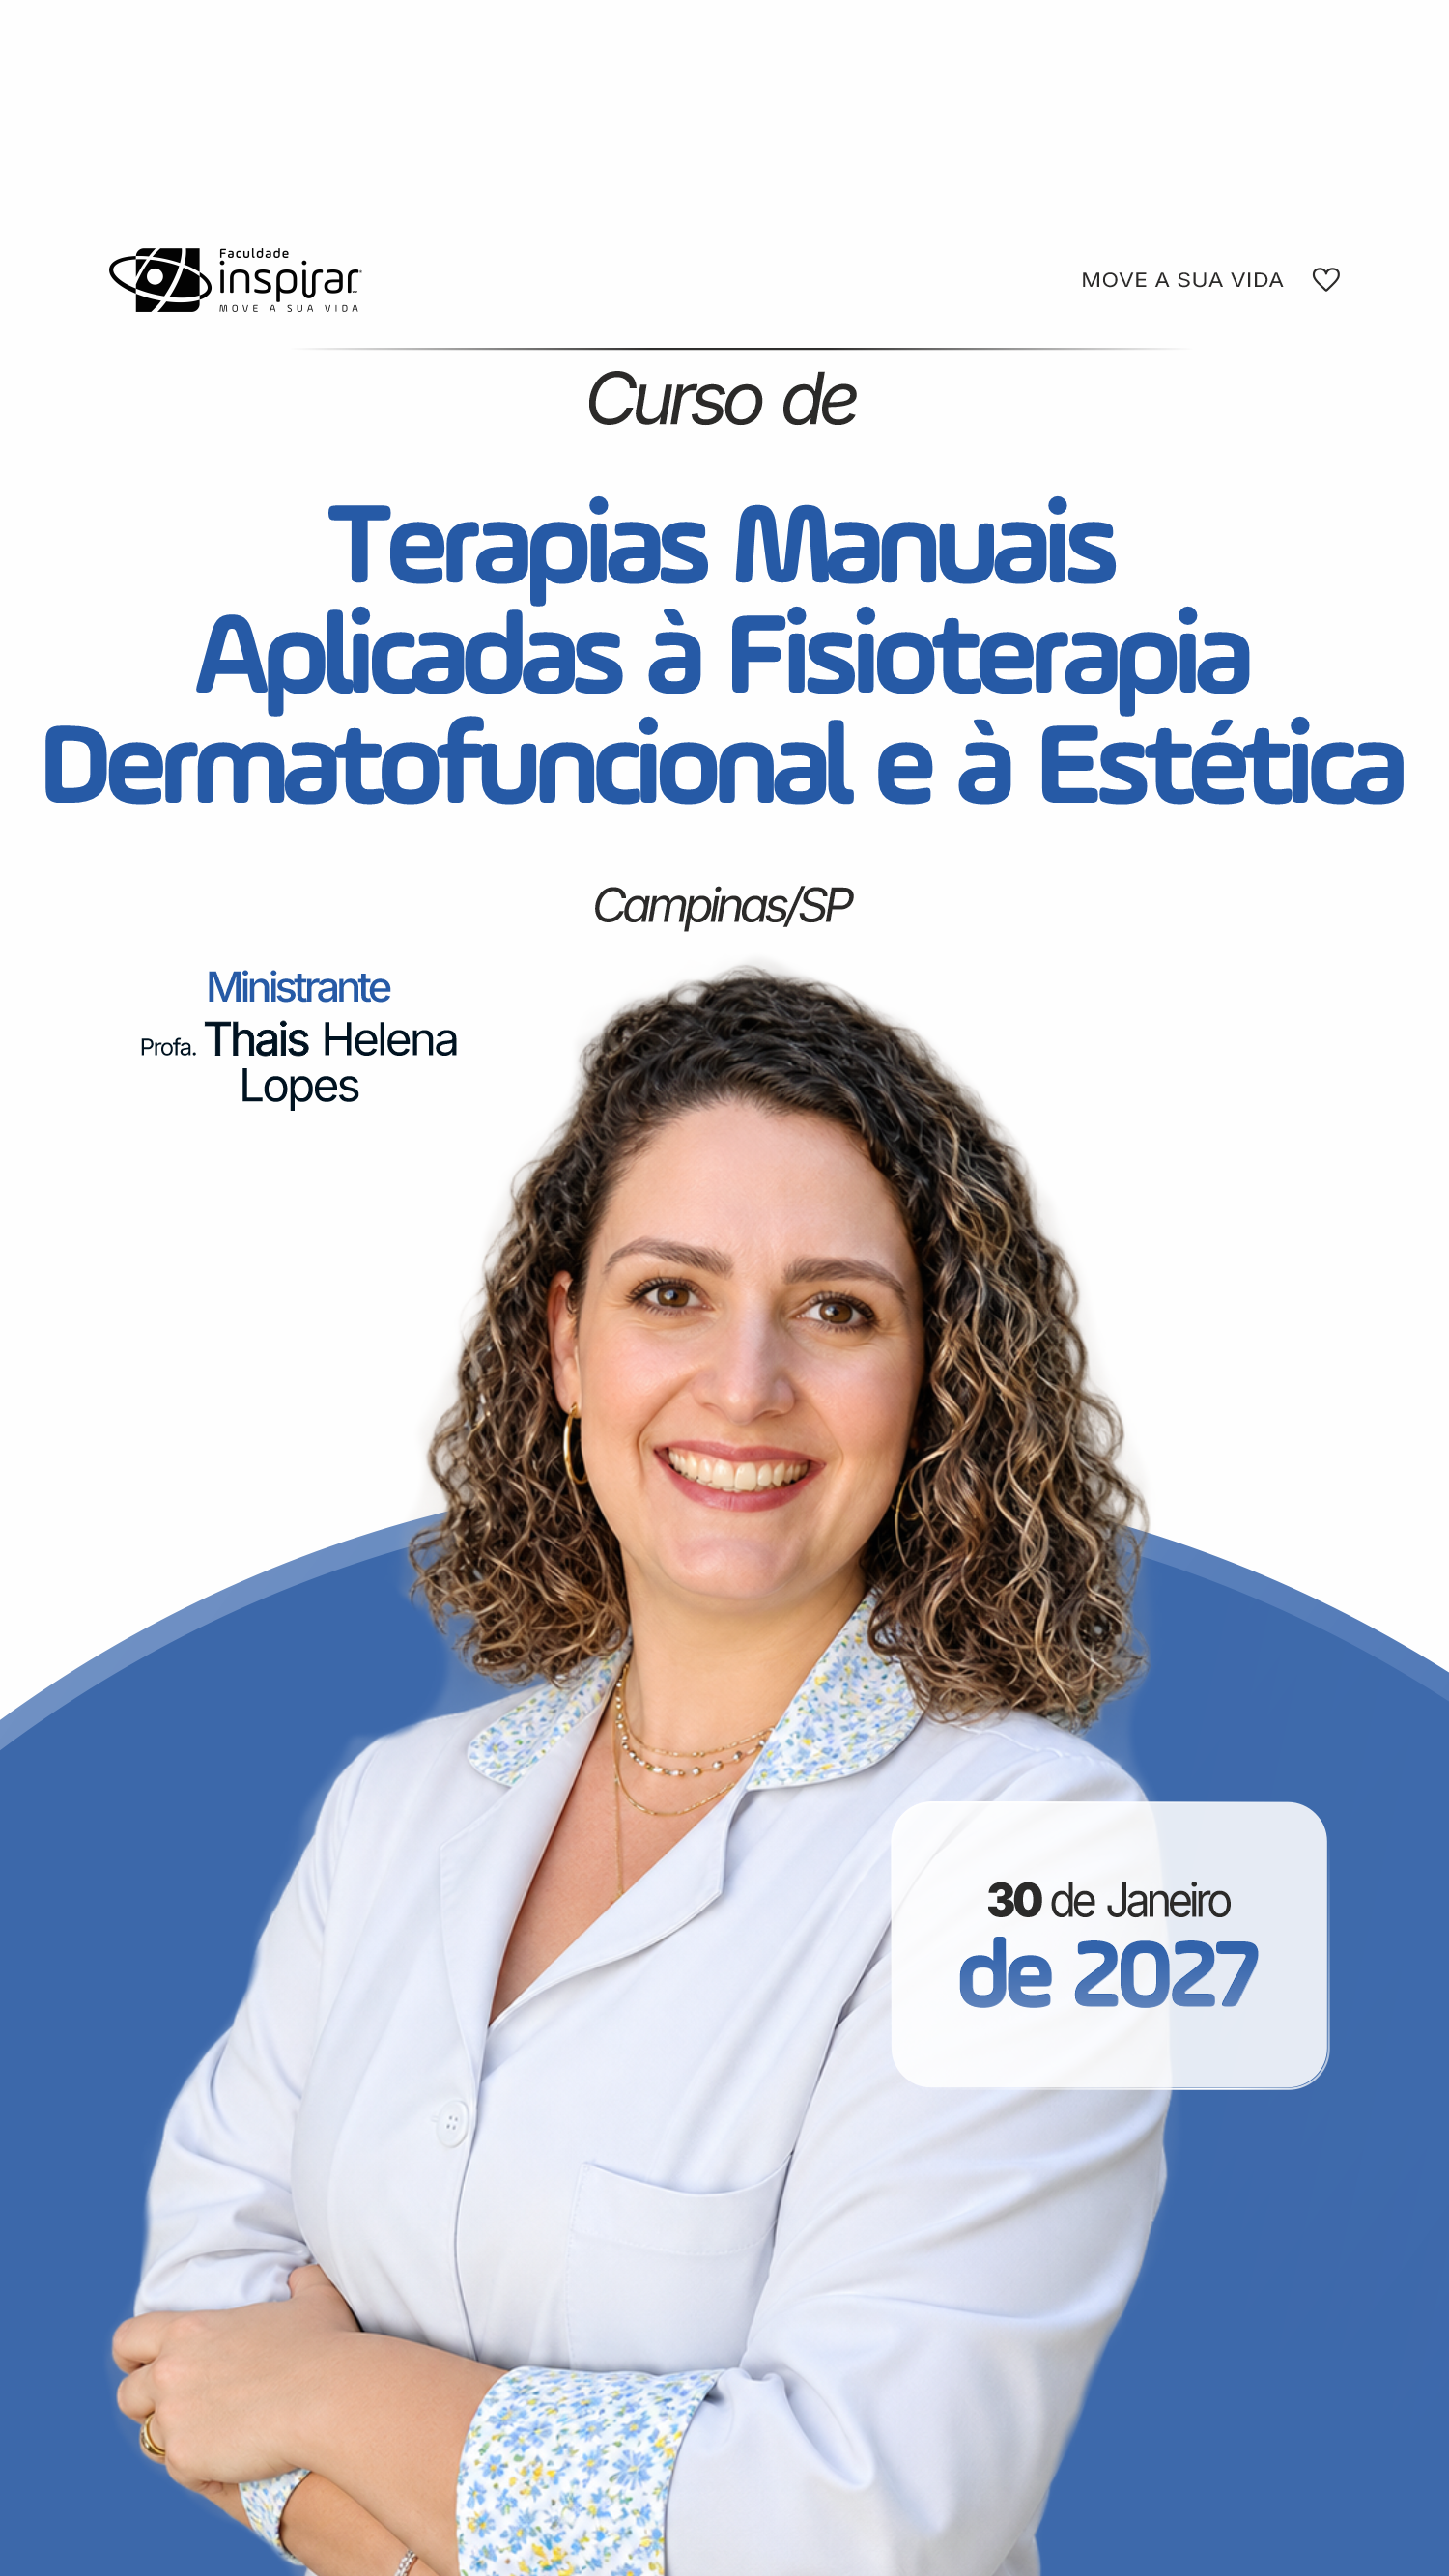 Faculdade
inspirar
MOVE A SUA VIDA
MOVE A SUA VIDA
Curso de
Terapias Manuais
Aplicadas à Fisioterapia
Dermatofuncional e à Estética
Campinas/SP
Ministrante
Profa. Thais Helena
Lopes
30 de Janeiro
de 2027